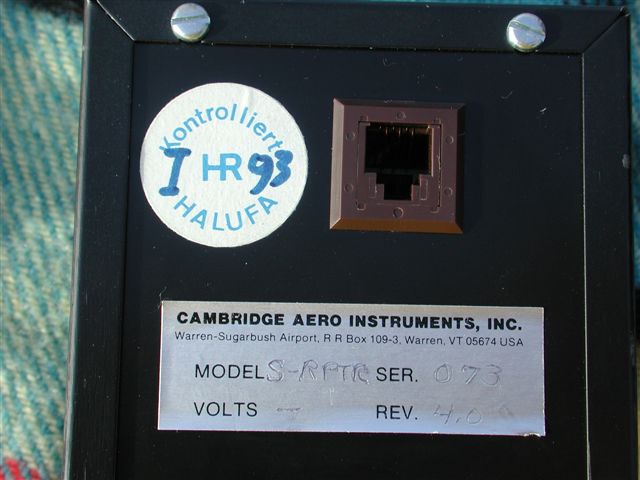 Kontrolliert
I HR 93
HALUFA
CAMBRIDGE AERO INSTRUMENTS, INC.
Warren-Sugarbush Airport, R R Box 109-3, Warren, VT 05674 USA
MODEL S-RPTR SER. 073
VOLTS - REV. 4.0